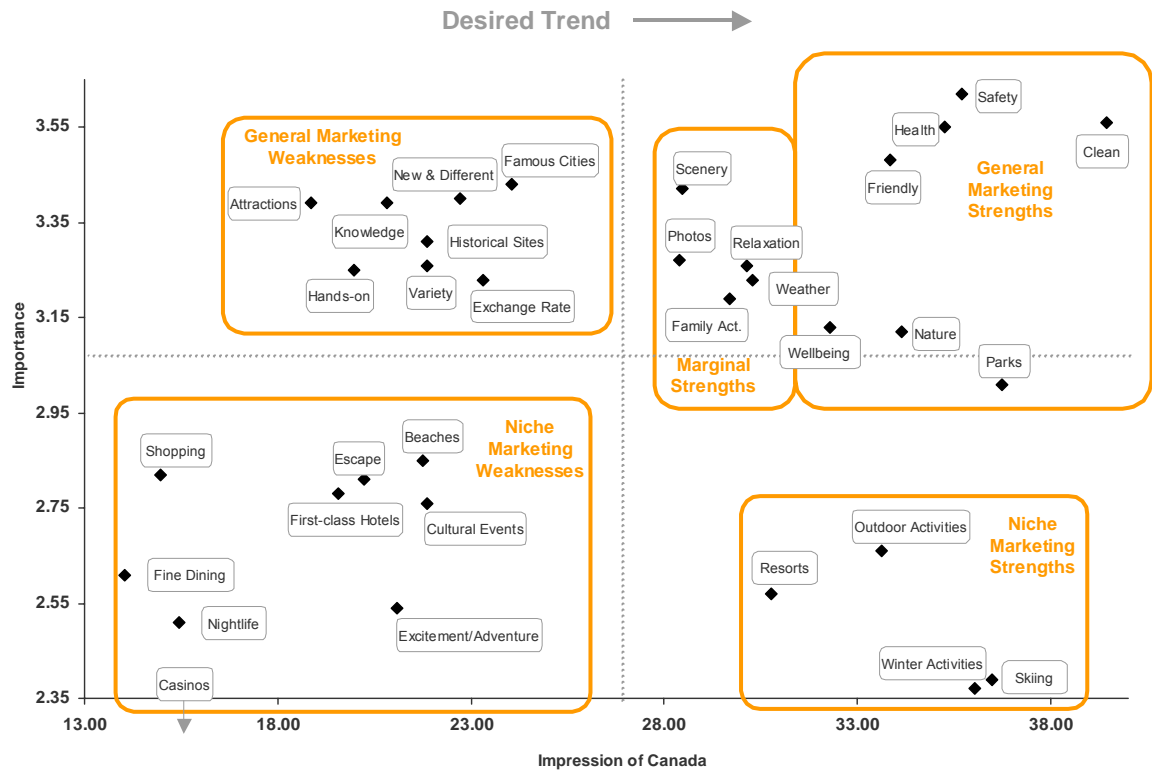 Desired Trend
Importance
3.55
3.35
3.15
2.95
2.75
2.55
2.35
General Marketing
Weaknesses
Famous Cities
New & Different
Attractions
Knowledge
Historical Sites
Hands-on
Variety
Exchange Rate
Scenery
Photos
Relaxation
Weather
Family Act.
Marginal
Strengths
Safety
Health
Clean
Friendly
General
Marketing
Strengths
Nature
Wellbeing
Parks
Niche
Marketing
Weaknesses
Shopping
Beaches
Escape
First-class Hotels
Cultural Events
Fine Dining
Nightlife
Excitement/Adventure
Casinos
Outdoor Activities
Niche
Marketing
Strengths
Resorts
Winter Activities
Skiing
13.00
18.00
23.00
28.00
33.00
38.00
Impression of Canada